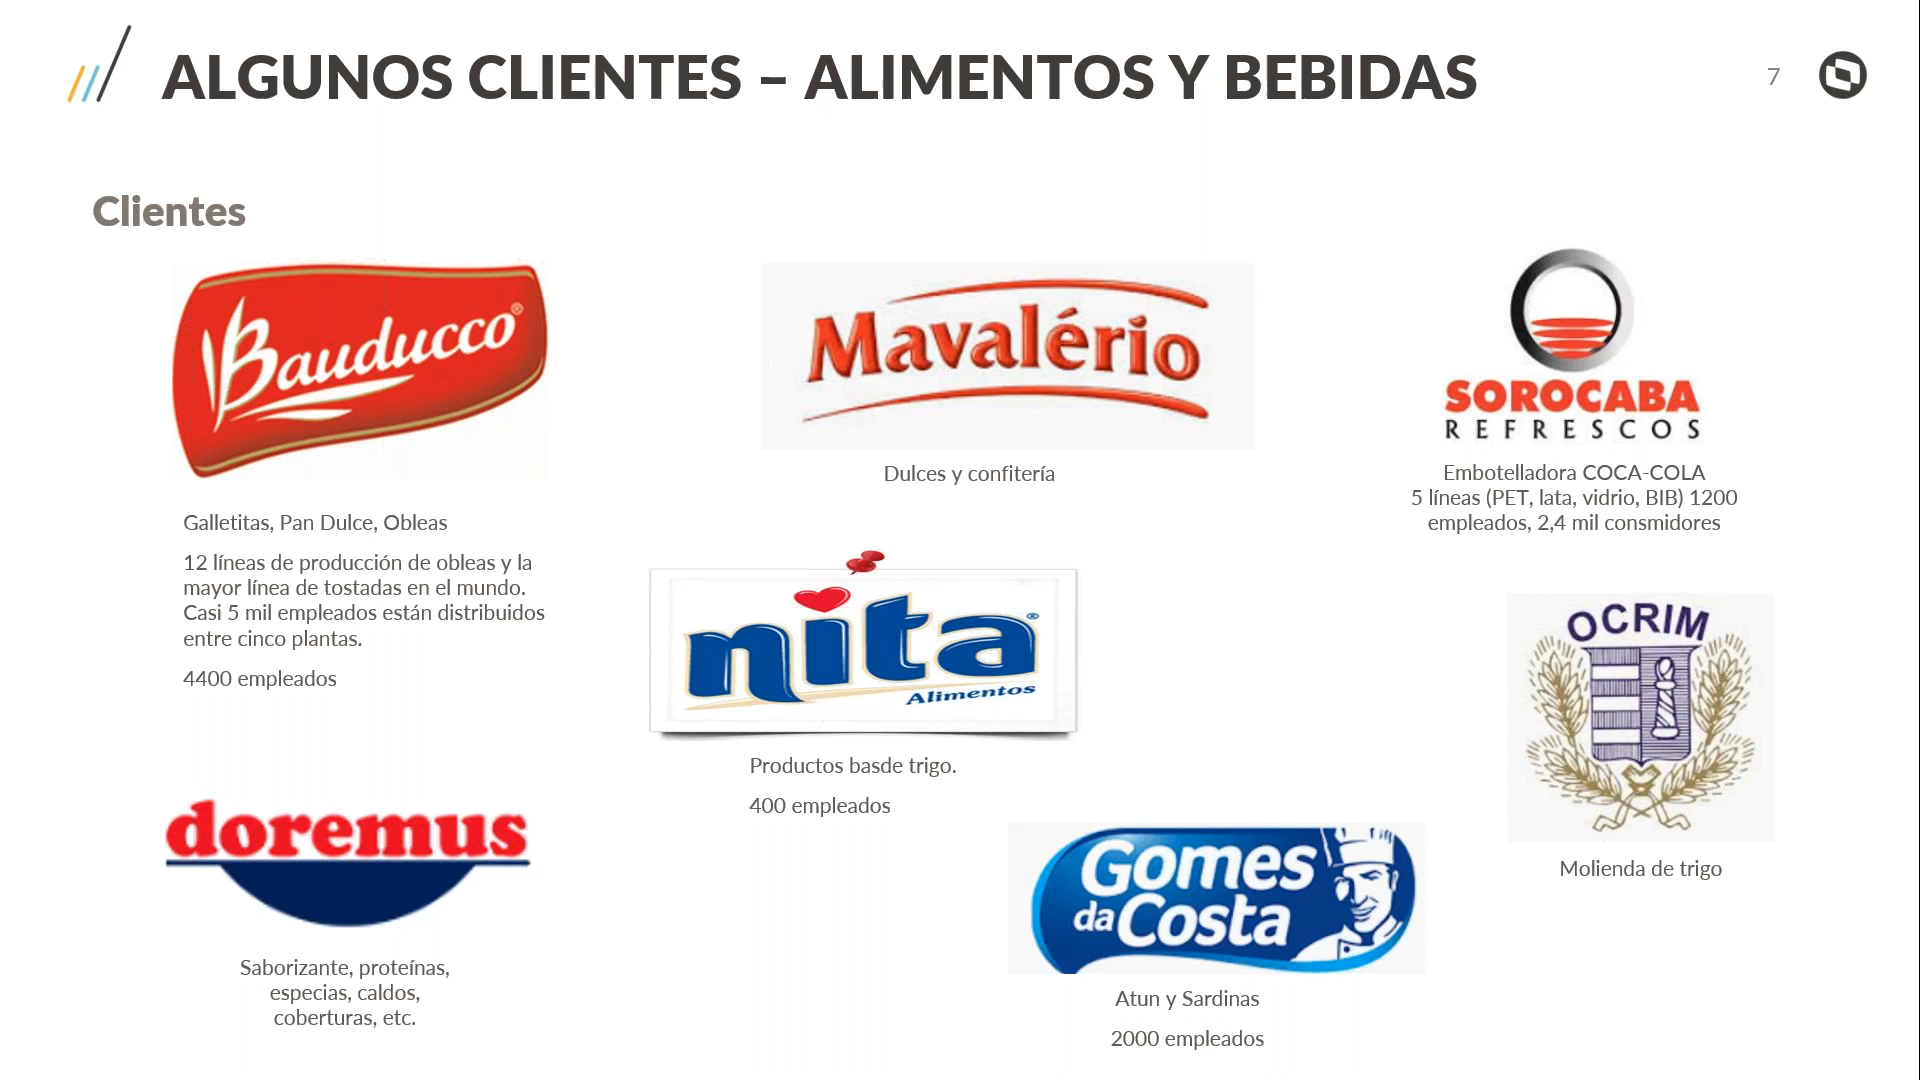 ALGUNOS CLIENTES – ALIMENTOS Y BEBIDAS
7
Clientes
Bauducco®
Galletitas, Pan Dulce, Obleas
12 líneas de producción de obleas y la
mayor línea de tostadas en el mundo.
Casi 5 mil empleados están distribuidos
entre cinco plantas.
4400 empleados
Mavalério
Dulces y confitería
SOROCABA
REFRESCOS
Embotelladora COCA-COLA
5 líneas (PET, lata, vidrio, BIB) 1200
empleados, 2,4 mil consmidores
nita®
Alimentos
Productos basde trigo.
400 empleados
OCRIM
Molienda de trigo
doremus
Saborizante, proteínas,
especias, caldos,
coberturas, etc.
Gomes
da Costa
Atun y Sardinas
2000 empleados